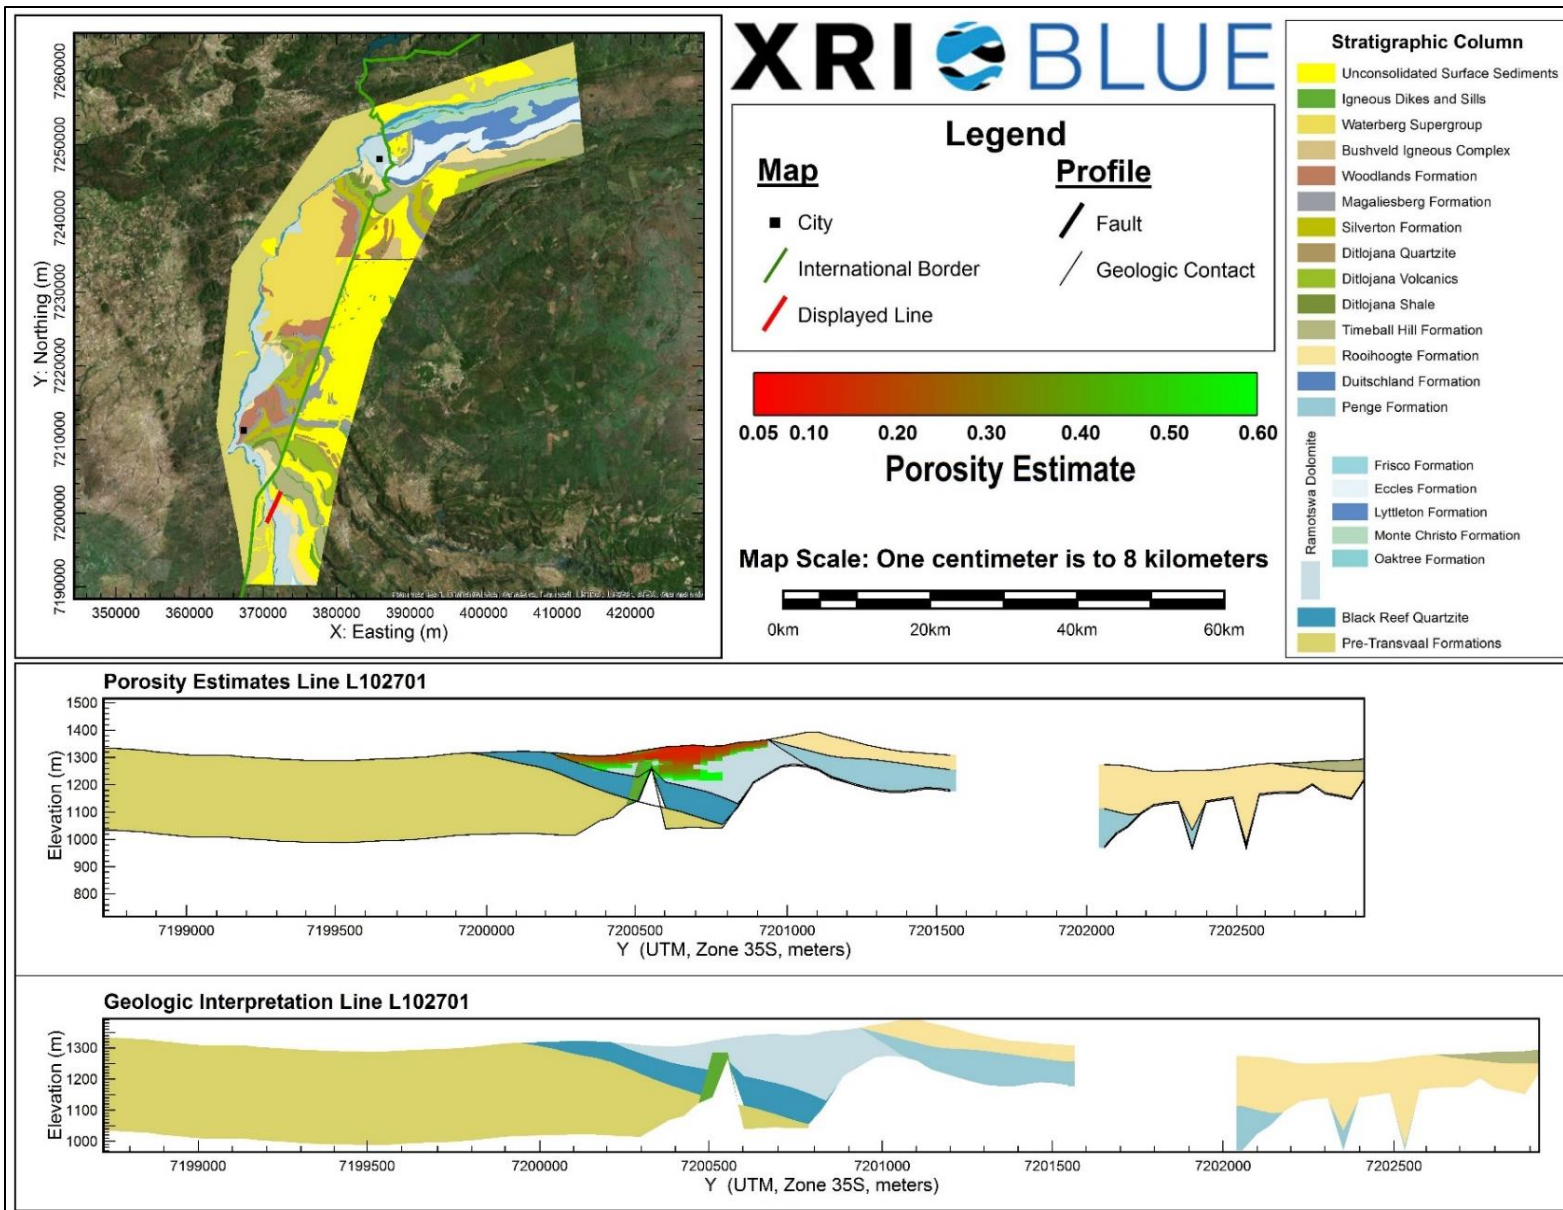 XRI BLUE
7260000
7250000
7240000
7230000
7220000
7210000
7200000
7190000
Y: Northing (m)
350000 360000 370000 380000 390000 400000 410000 420000
X: Easting (m)
Legend
Map
City
International Border
Displayed Line
Profile
Fault
Geologic Contact
0.05 0.10 0.20 0.30 0.40 0.50 0.60
Porosity Estimate
Map Scale: One centimeter is to 8 kilometers
0km 20km 40km 60km
Stratigraphic Column
Unconsolidated Surface Sediments
Igneous Dikes and Sills
Waterberg Supergroup
Bushveld Igneous Complex
Woodlands Formation
Magaliesberg Formation
Silverton Formation
Ditlojana Quartzite
Ditlojana Volcanics
Ditlojana Shale
Timeball Hill Formation
Rooihoogte Formation
Duitschland Formation
Penge Formation
Ramotswa Dolomite
Frisco Formation
Eccles Formation
Lyttleton Formation
Monte Christo Formation
Oaktree Formation
Black Reef Quartzite
Pre-Transvaal Formations
Porosity Estimates Line L102701
Elevation (m)
1500
1400
1300
1200
1100
1000
900
800
7199000 7199500 7200000 7200500 7201000 7201500 7202000 7202500
Y (UTM, Zone 35S, meters)
Geologic Interpretation Line L102701
Elevation (m)
1300
1200
1100
1000
7199000 7199500 7200000 7200500 7201000 7201500 7202000 7202500
Y (UTM, Zone 35S, meters)